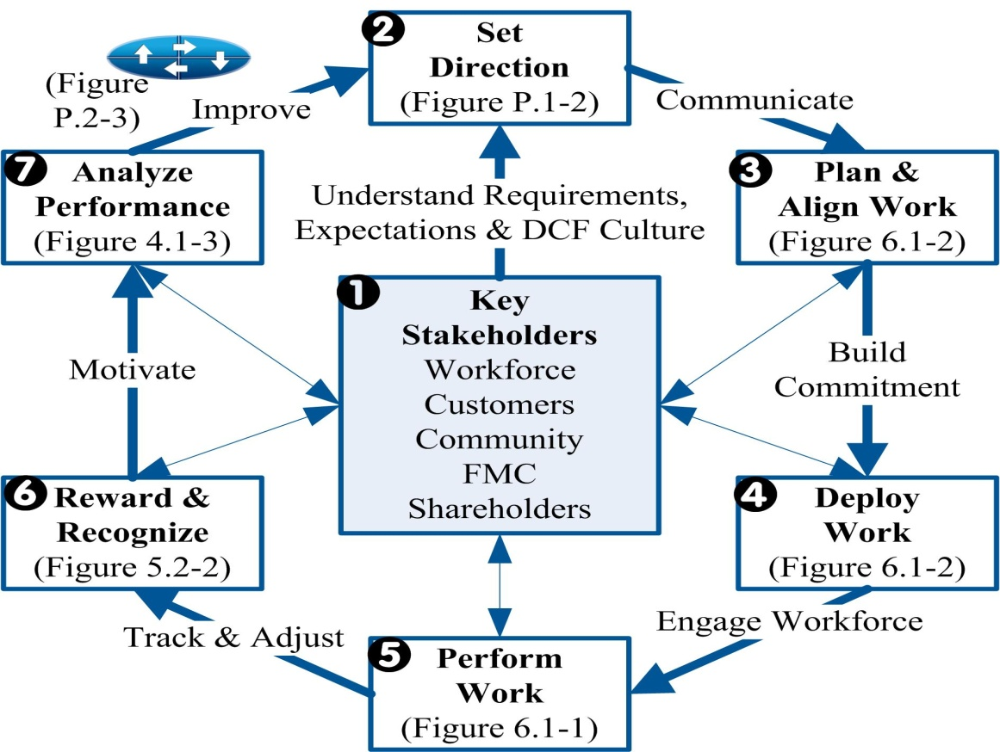 2
Set
Direction
(Figure P.1-2)
(Figure
P.2-3)
Improve
Communicate
7
Analyze
Performance
(Figure 4.1-3)
3
Plan &
Align Work
(Figure 6.1-2)
Understand Requirements,
Expectations & DCF Culture
1
Key
Stakeholders
Workforce
Customers
Community
FMC
Shareholders
Motivate
Build
Commitment
6
Reward &
Recognize
(Figure 5.2-2)
4
Deploy
Work
(Figure 6.1-2)
Track & Adjust
Engage Workforce
5
Perform
Work
(Figure 6.1-1)